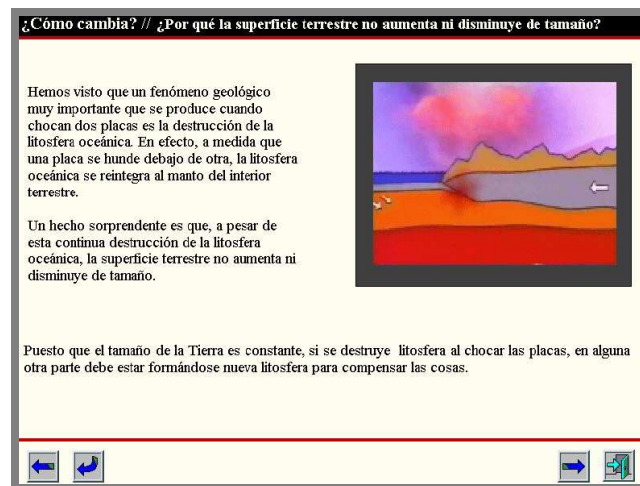 ¿Cómo cambia? // ¿Por qué la superficie terrestre no aumenta ni disminuye de tamaño?
Hemos visto que un fenómeno geológico
muy importante que se produce cuando
chocan dos placas es la destrucción de la
litosfera oceánica. En efecto, a medida que
una placa se hunde debajo de otra, la litosfera
oceánica se reintegra al manto del interior
terrestre.
Un hecho sorprendente es que, a pesar de
esta continua destrucción de la litosfera
oceánica, la superficie terrestre no aumenta ni
disminuye de tamaño.
Puesto que el tamaño de la Tierra es constante, si se destruye litosfera al chocar las placas, en alguna
otra parte debe estar formándose nueva litosfera para compensar las cosas.